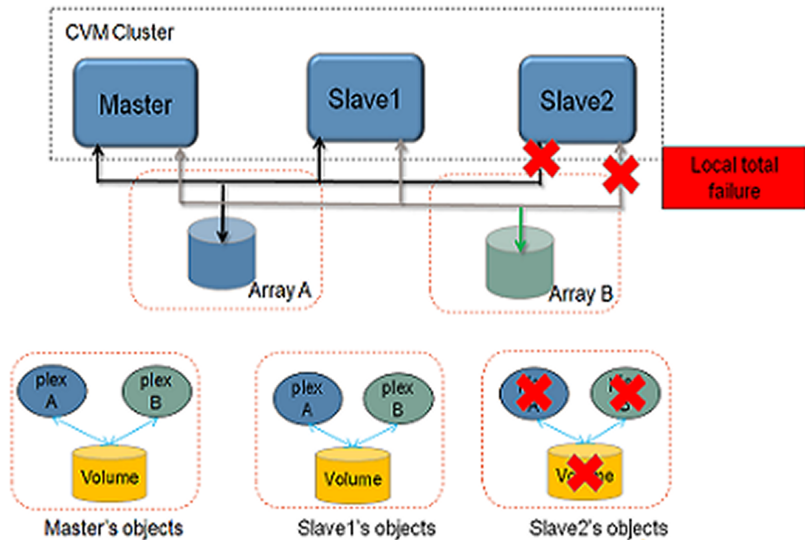 CVM Cluster
Master
Slave1
Slave2
Local total
failure
Array A
Array B
plex
A
plex
B
Volume
Master's objects
plex
A
plex
B
Volume
Slave1's objects
A
B
Volume
Slave2's objects